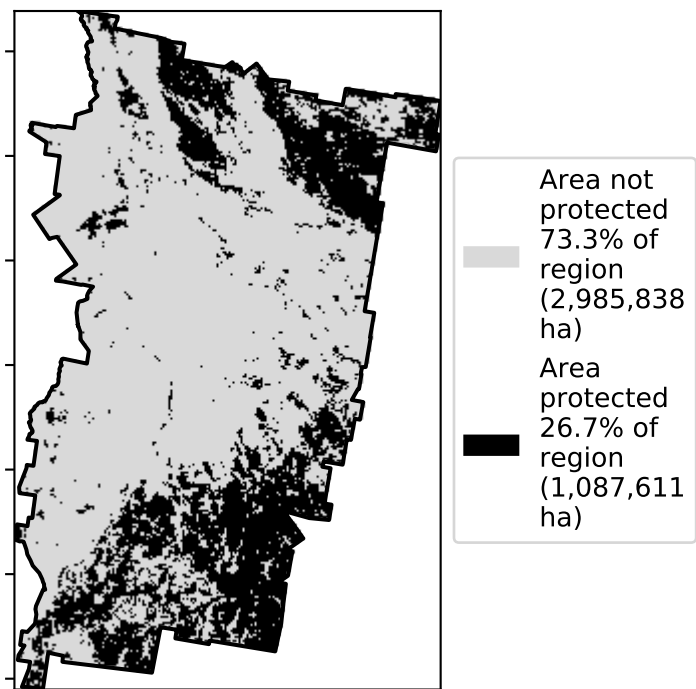 Area not
protected
73.3% of
region
(2,985,838
ha)
Area
protected
26.7% of
region
(1,087,611
ha)